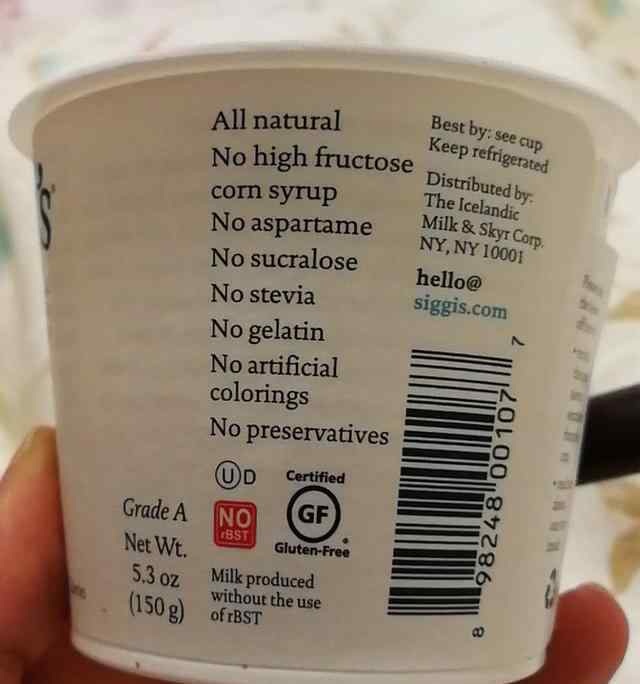 's
All natural
No high fructose
corn syrup
No aspartame
No sucralose
No stevia
No gelatin
No artificial
colorings
No preservatives
Best by: see cup
Keep refrigerated
Distributed by:
The Icelandic
Milk & Skyr Corp.
NY, NY 10001
hello@
siggis.com
8 98248 00107 7
U D
Certified
GF
Gluten-Free
NO
rBST
Grade A
Net Wt.
5.3 oz
(150 g)
Milk produced
without the use
of rBST